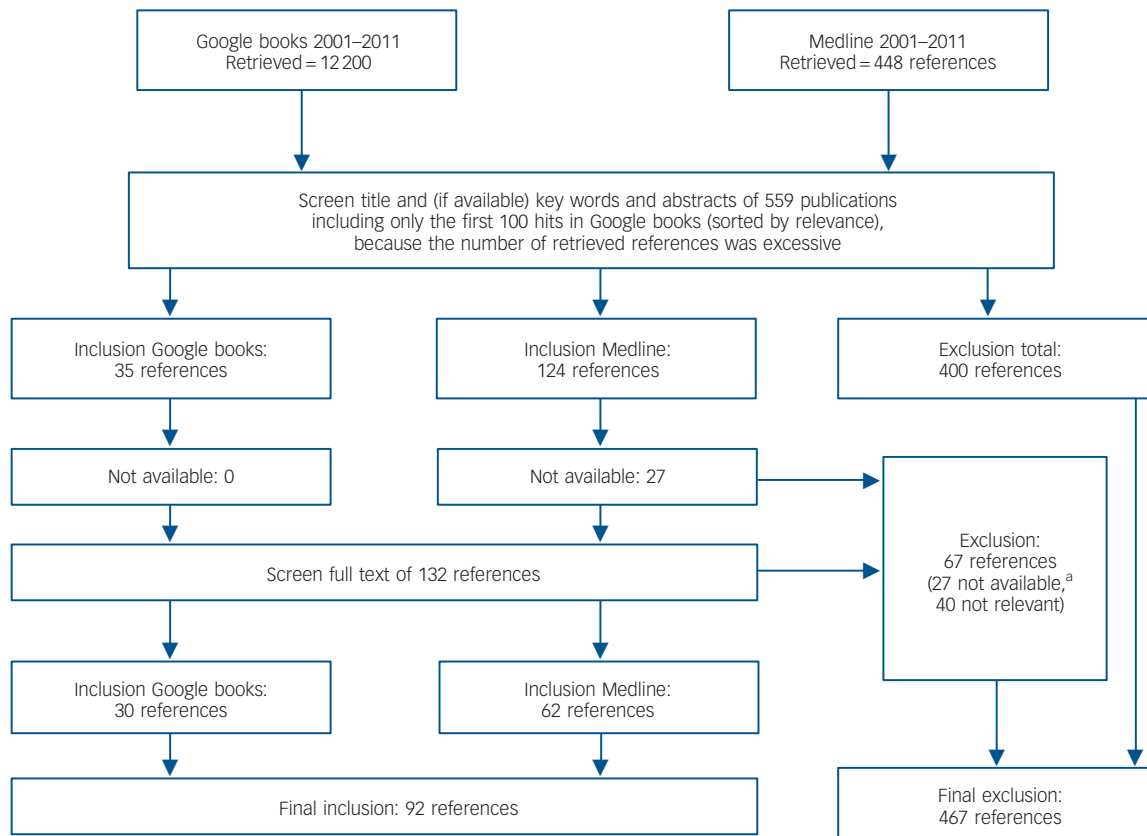 Google books 2001–2011
Retrieved = 12 200
Medline 2001–2011
Retrieved = 448 references
Screen title and (if available) key words and abstracts of 559 publications
including only the first 100 hits in Google books (sorted by relevance),
because the number of retrieved references was excessive
Inclusion Google books:
35 references
Inclusion Medline:
124 references
Exclusion total:
400 references
Not available: 0
Not available: 27
Exclusion:
67 references
(27 not available,a
40 not relevant)
Screen full text of 132 references
Inclusion Google books:
30 references
Inclusion Medline:
62 references
Final inclusion: 92 references
Final exclusion:
467 references